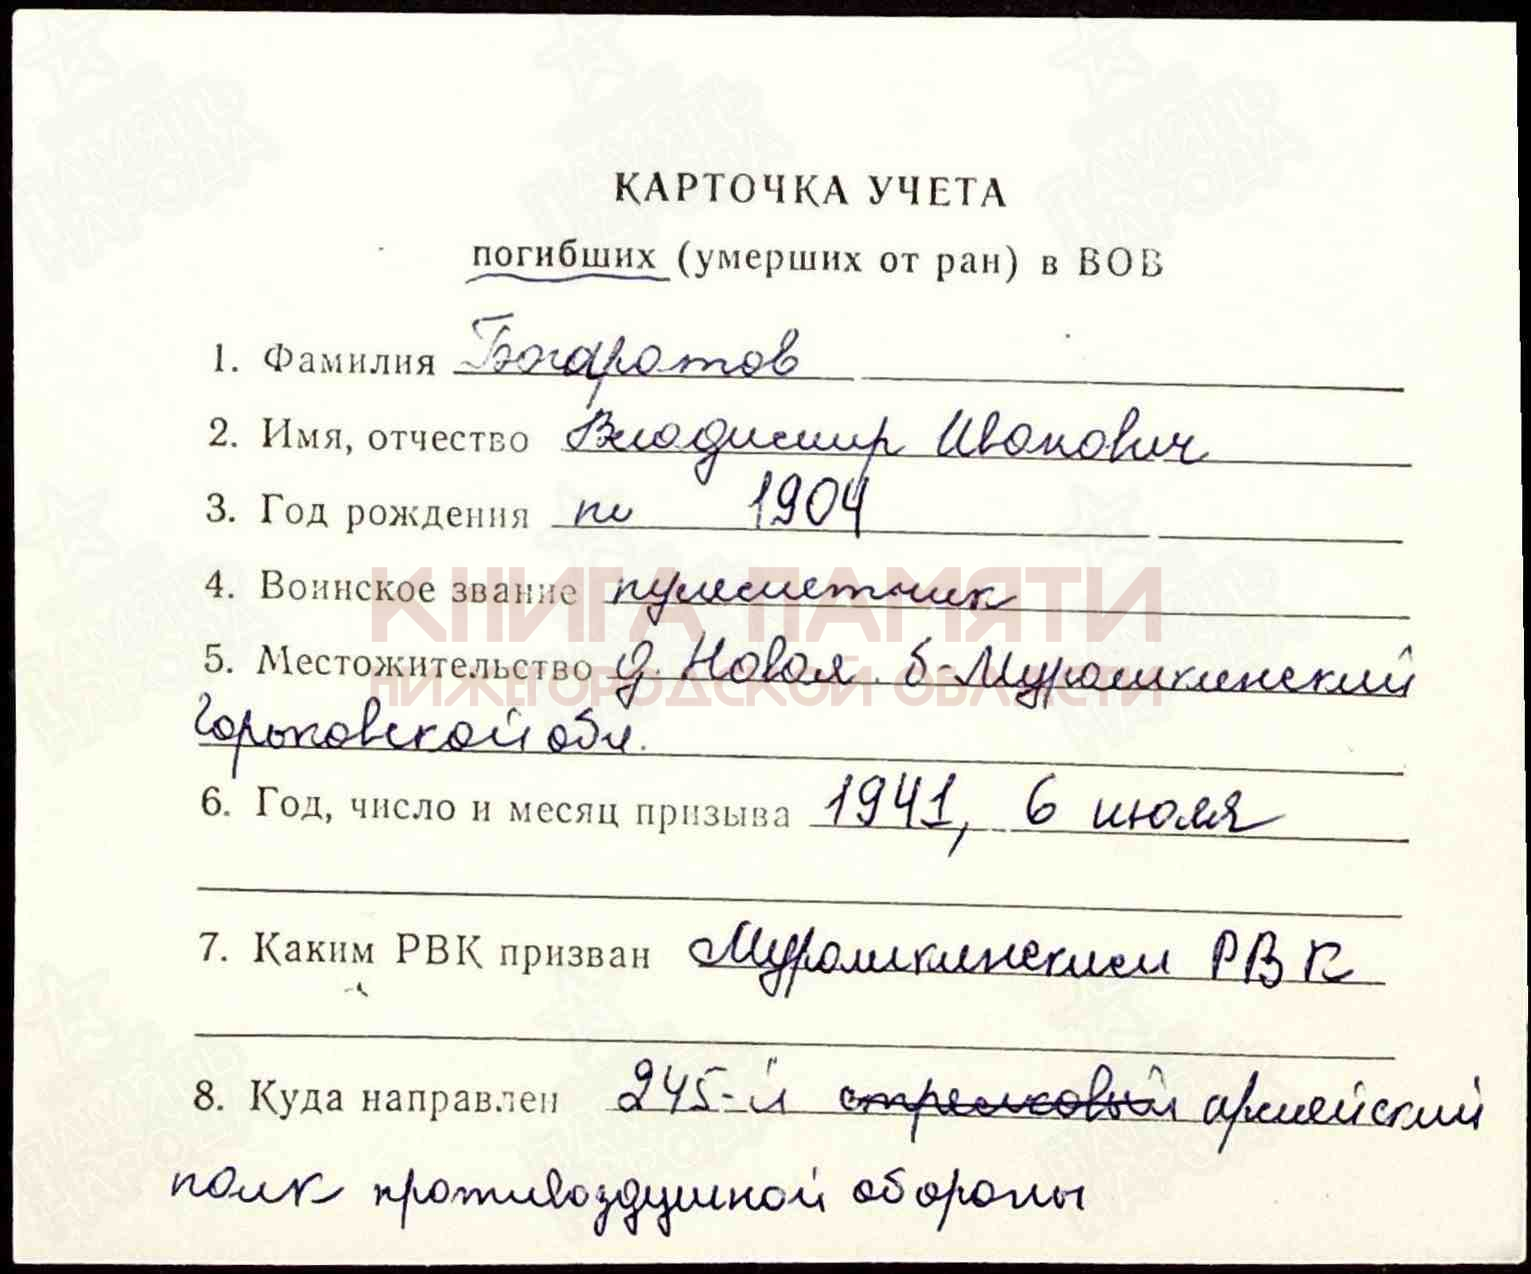 КАРТОЧКА УЧЕТА
погибших (умерших от ран) в ВОВ
1. Фамилия Богаротов
2. Имя, отчество Владимир Иванович
3. Год рождения 1904
4. Воинское звание пулеметчик
КНИГА ПАМЯТИ
5. Местожительство д. Новая Б-Мурашкинский
НИЖЕГОРОДСКОЙ ОБЛАСТИ
Горьковской обл.
6. Год, число и месяц призыва 1941, 6 июля
7. Каким РВК призван Мурашкинским РВК
8. Куда направлен 245-й стрелковый армейский
полк противоздушной обороны